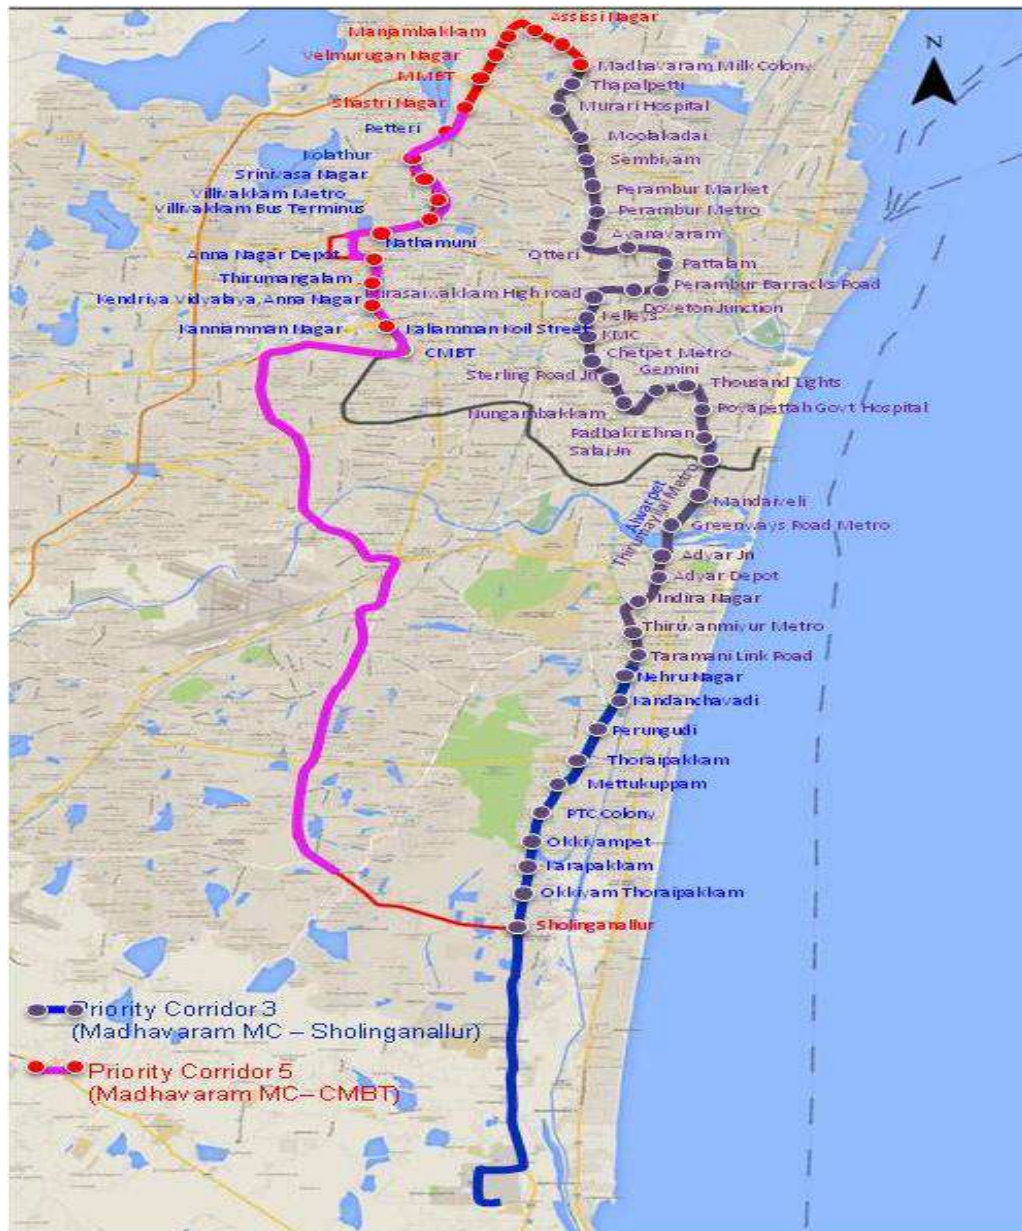 Assissi Nagar
Manjambakkam
Velmurugan Nagar
MMBT
Shastri Nagar
Retteri
Kolathur
Srinivasa Nagar
Villivakkam Metro
Villivakkam Bus Terminus
Nathamuni
Anna Nagar Depot
Thirumangalam
Kendriya Vidyalaya, Anna Nagar
Kanniamman Nagar
Kaliamman Koil Street
CMBT
N
Madhavaram Milk Colony
Thapalpetti
Murari Hospital
Moolakadai
Sembiyam
Perambur Market
Perambur Metro
Ayanavaram
Otteri
Pattalam
Perambur Barracks Road
High road
Doveton Junction
Kelleys
KMC
Chetpet Metro
Sterling Road Jn
Gemini
Thousand Lights
Nungambakkam
Royapettah Govt Hospital
Radhakrishnan
Salai Jn
Alwarpet
Thirumayilai Metro
Mandaiveli
Greenways Road Metro
Adyar Jn
Adyar Depot
Indira Nagar
Thiruvanmiyur Metro
Taramani Link Road
Nehru Nagar
Kandanchavadi
Perungudi
Thoraipakkam
Mettukuppam
PTC Colony
Okkiyampet
Karapakkam
Okkiyam Thoraipakkam
Sholinganallur
Priority Corridor 3
(Madhavaram MC – Sholinganallur)
Priority Corridor 5
(Madhavaram MC– CMBT)